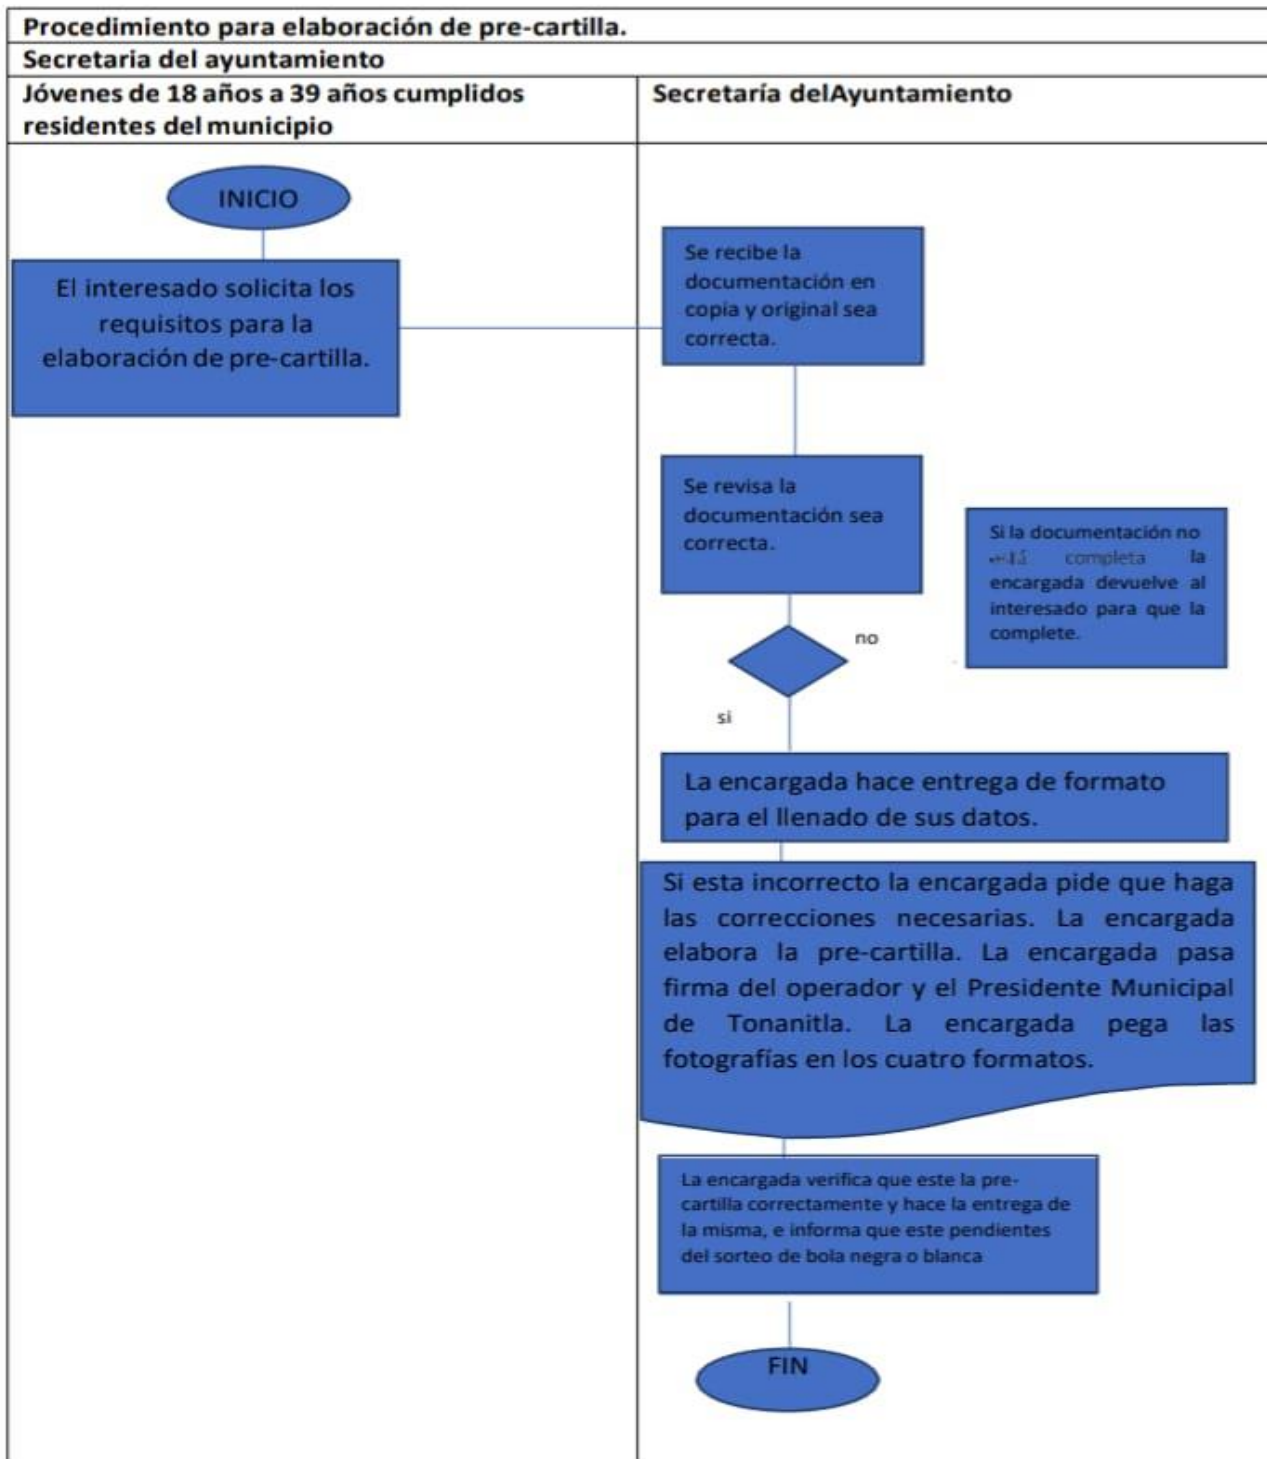 Procedimiento para elaboración de pre-cartilla.
Secretaria del ayuntamiento
Jóvenes de 18 años a 39 años cumplidos
residentes del municipio
Secretaría delAyuntamiento
INICIO
El interesado solicita los
requisitos para la
elaboración de pre-cartilla.
Se recibe la
documentación en
copia y original sea
correcta.
Se revisa la
documentación sea
correcta.
Si la documentación no
completa la
encargada devuelve al
interesado para que la
complete.
no
si
La encargada hace entrega de formato
para el llenado de sus datos.
Si esta incorrecto la encargada pide que haga
las correcciones necesarias. La encargada
elabora la pre-cartilla. La encargada pasa
firma del operador y el Presidente Municipal
de Tonanitla. La encargada pega las
fotografías en los cuatro formatos.
La encargada verifica que este la pre-
cartilla correctamente y hace la entrega de
la misma, e informa que este pendientes
del sorteo de bola negra o blanca
FIN